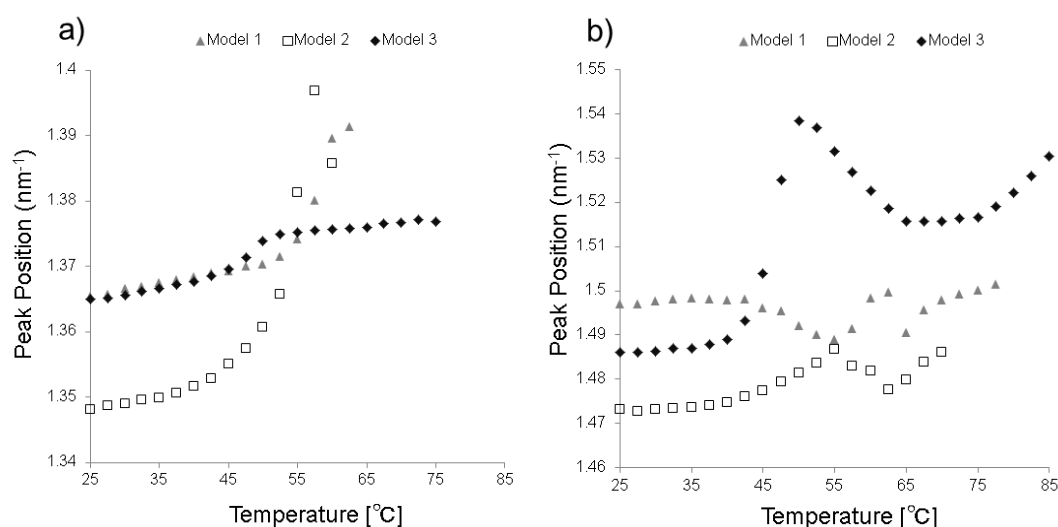 a)
Model 1 Model 2 Model 3
1.4
1.39
1.38
1.37
1.36
1.35
1.34
Peak Position (nm-1)
25 35 45 55 65 75 85
Temperature [°C]
b)
Model 1 Model 2 Model 3
1.55
1.54
1.53
1.52
1.51
1.5
1.49
1.48
1.47
1.46
Peak Position (nm-1)
25 35 45 55 65 75 85
Temperature [°C]